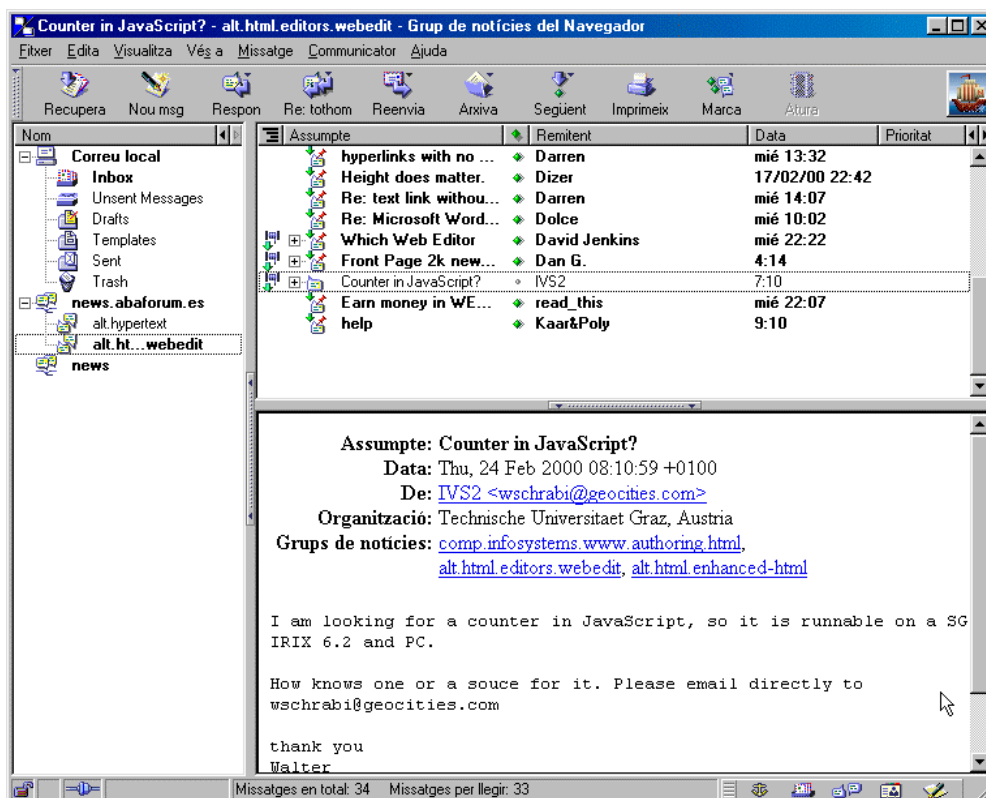 Counter in JavaScript? - alt.html.editors.webedit - Grup de notícies del Navegador
Fitxer Edita Visualitza Vés a Missatge Communicator Ajuda
Recupera Nou msg Respon Re: tothom Reenvia Arxiva Següent Imprimeix Marca Atura
Nom
Correu local
Inbox
Unsent Messages
Drafts
Templates
Sent
Trash
news.abaforum.es
alt.hypertext
alt.ht...webedit
news
Assumpte Remitent Data Prioritat
hyperlinks with no ... Darren mié 13:32
Height does matter. Dizer 17/02/00 22:42
Re: text link withou... Darren mié 14:07
Re: Microsoft Word... Dolce mié 10:02
Which Web Editor David Jenkins mié 22:22
Front Page 2k new... Dan G. 4:14
Counter in JavaScript? IVS2 7:10
Earn money in WE... read_this mié 22:07
help Kaar&Poly 9:10
Assumpte: Counter in JavaScript?
Data: Thu, 24 Feb 2000 08:10:59 +0100
De: IVS2 <wschrabi@geocities.com>
Organització: Technische Universitaet Graz, Austria
Grups de notícies: comp.infosystems.www.authoring.html,
alt.html.editors.webedit, alt.html.enhanced-html
I am looking for a counter in JavaScript, so it is runnable on a SG
IRIX 6.2 and PC.
How knows one or a souce for it. Please email directly to
wschrabi@geocities.com
thank you
Walter
Missatges en total: 34 Missatges per llegir: 33